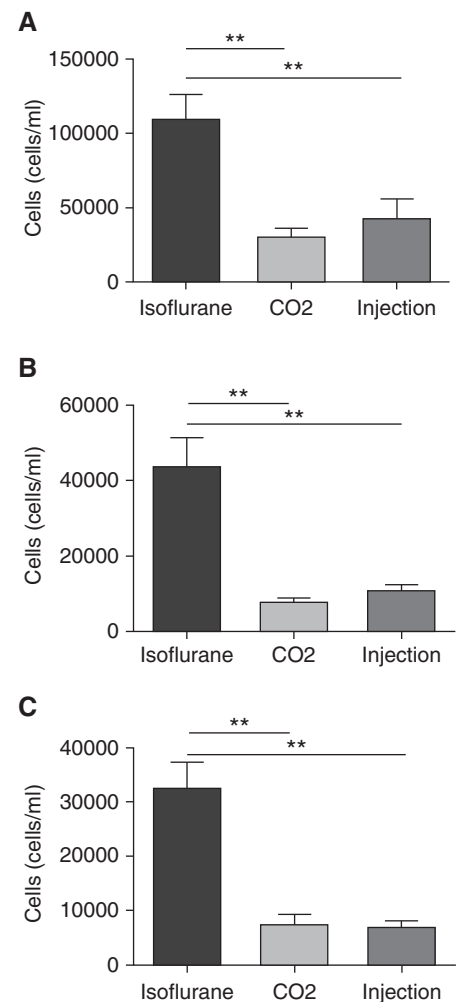 A
**
**
150000
100000
50000
0
Cells (cells/ml)
Isoflurane CO2 Injection
B
**
**
60000
40000
20000
0
Cells (cells/ml)
Isoflurane CO2 Injection
C
**
**
40000
30000
20000
10000
0
Cells (cells/ml)
Isoflurane CO2 Injection